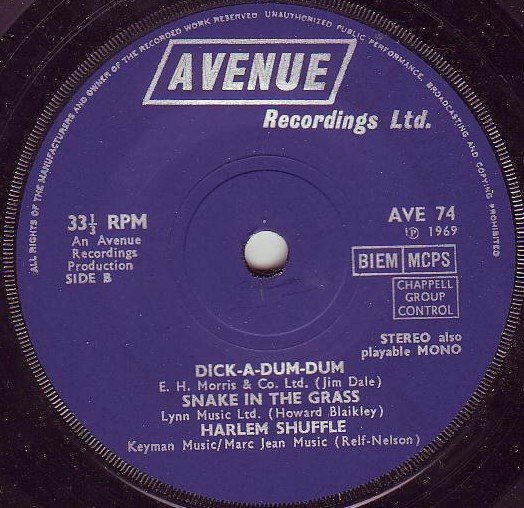 ALL RIGHTS OF THE MANUFACTURERS AND OWNER OF THE RECORDED WORK RESERVED UNAUTHORIZED PUBLIC PERFORMANCE, BROADCASTING AND COPYING PROHIBITED
AVENUE
Recordings Ltd.
33⅓ RPM
An Avenue
Recordings
Production
SIDE B
AVE 74
Ⓟ 1969
BIEM MCPS
CHAPPELL
GROUP
CONTROL
STEREO also
playable MONO
DICK-A-DUM-DUM
E. H. Morris & Co. Ltd. (Jim Dale)
SNAKE IN THE GRASS
Lynn Music Ltd. (Howard Blaikley)
HARLEM SHUFFLE
Keyman Music/Marc Jean Music (Relf-Nelson)